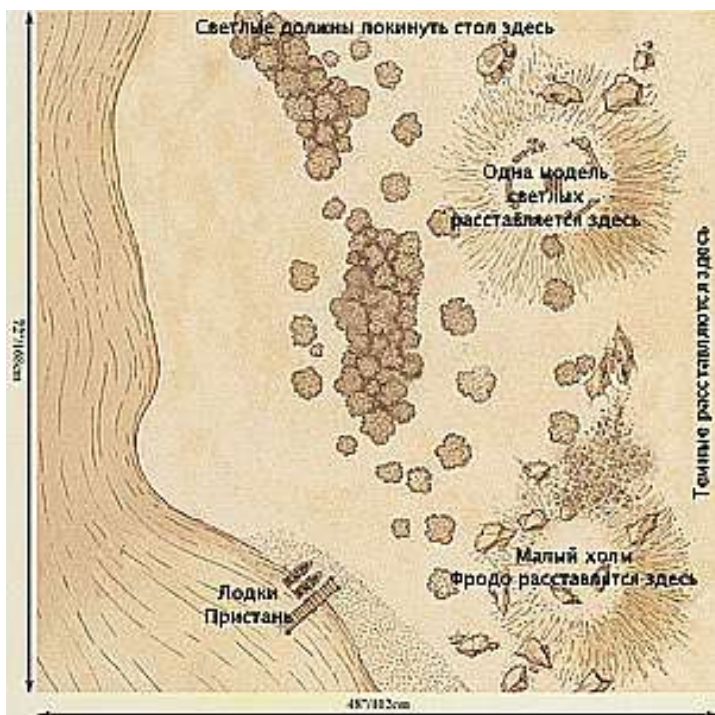 Светлые должны покинуть стол здесь
Одна модель
светлых
расставляется здесь
Темные расставляются здесь
Малый холм
Фродо расставятся здесь
Лодки
Пристань